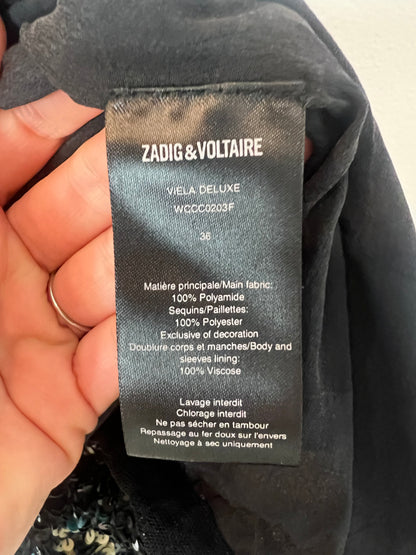 ZADIG & VOLTAIRE
VIELA DELUXE
WCCC0203F
36
Matière principale/Main fabric:
100% Polyamide
Sequins/Paillettes:
100% Polyester
Exclusive of decoration
Doublure corps et manches/Body and
sleeves lining:
100% Viscose
Lavage interdit
Chlorage interdit
Ne pas sécher en tambour
Repassage au fer doux sur l'envers
Nettoyage à sec uniquement